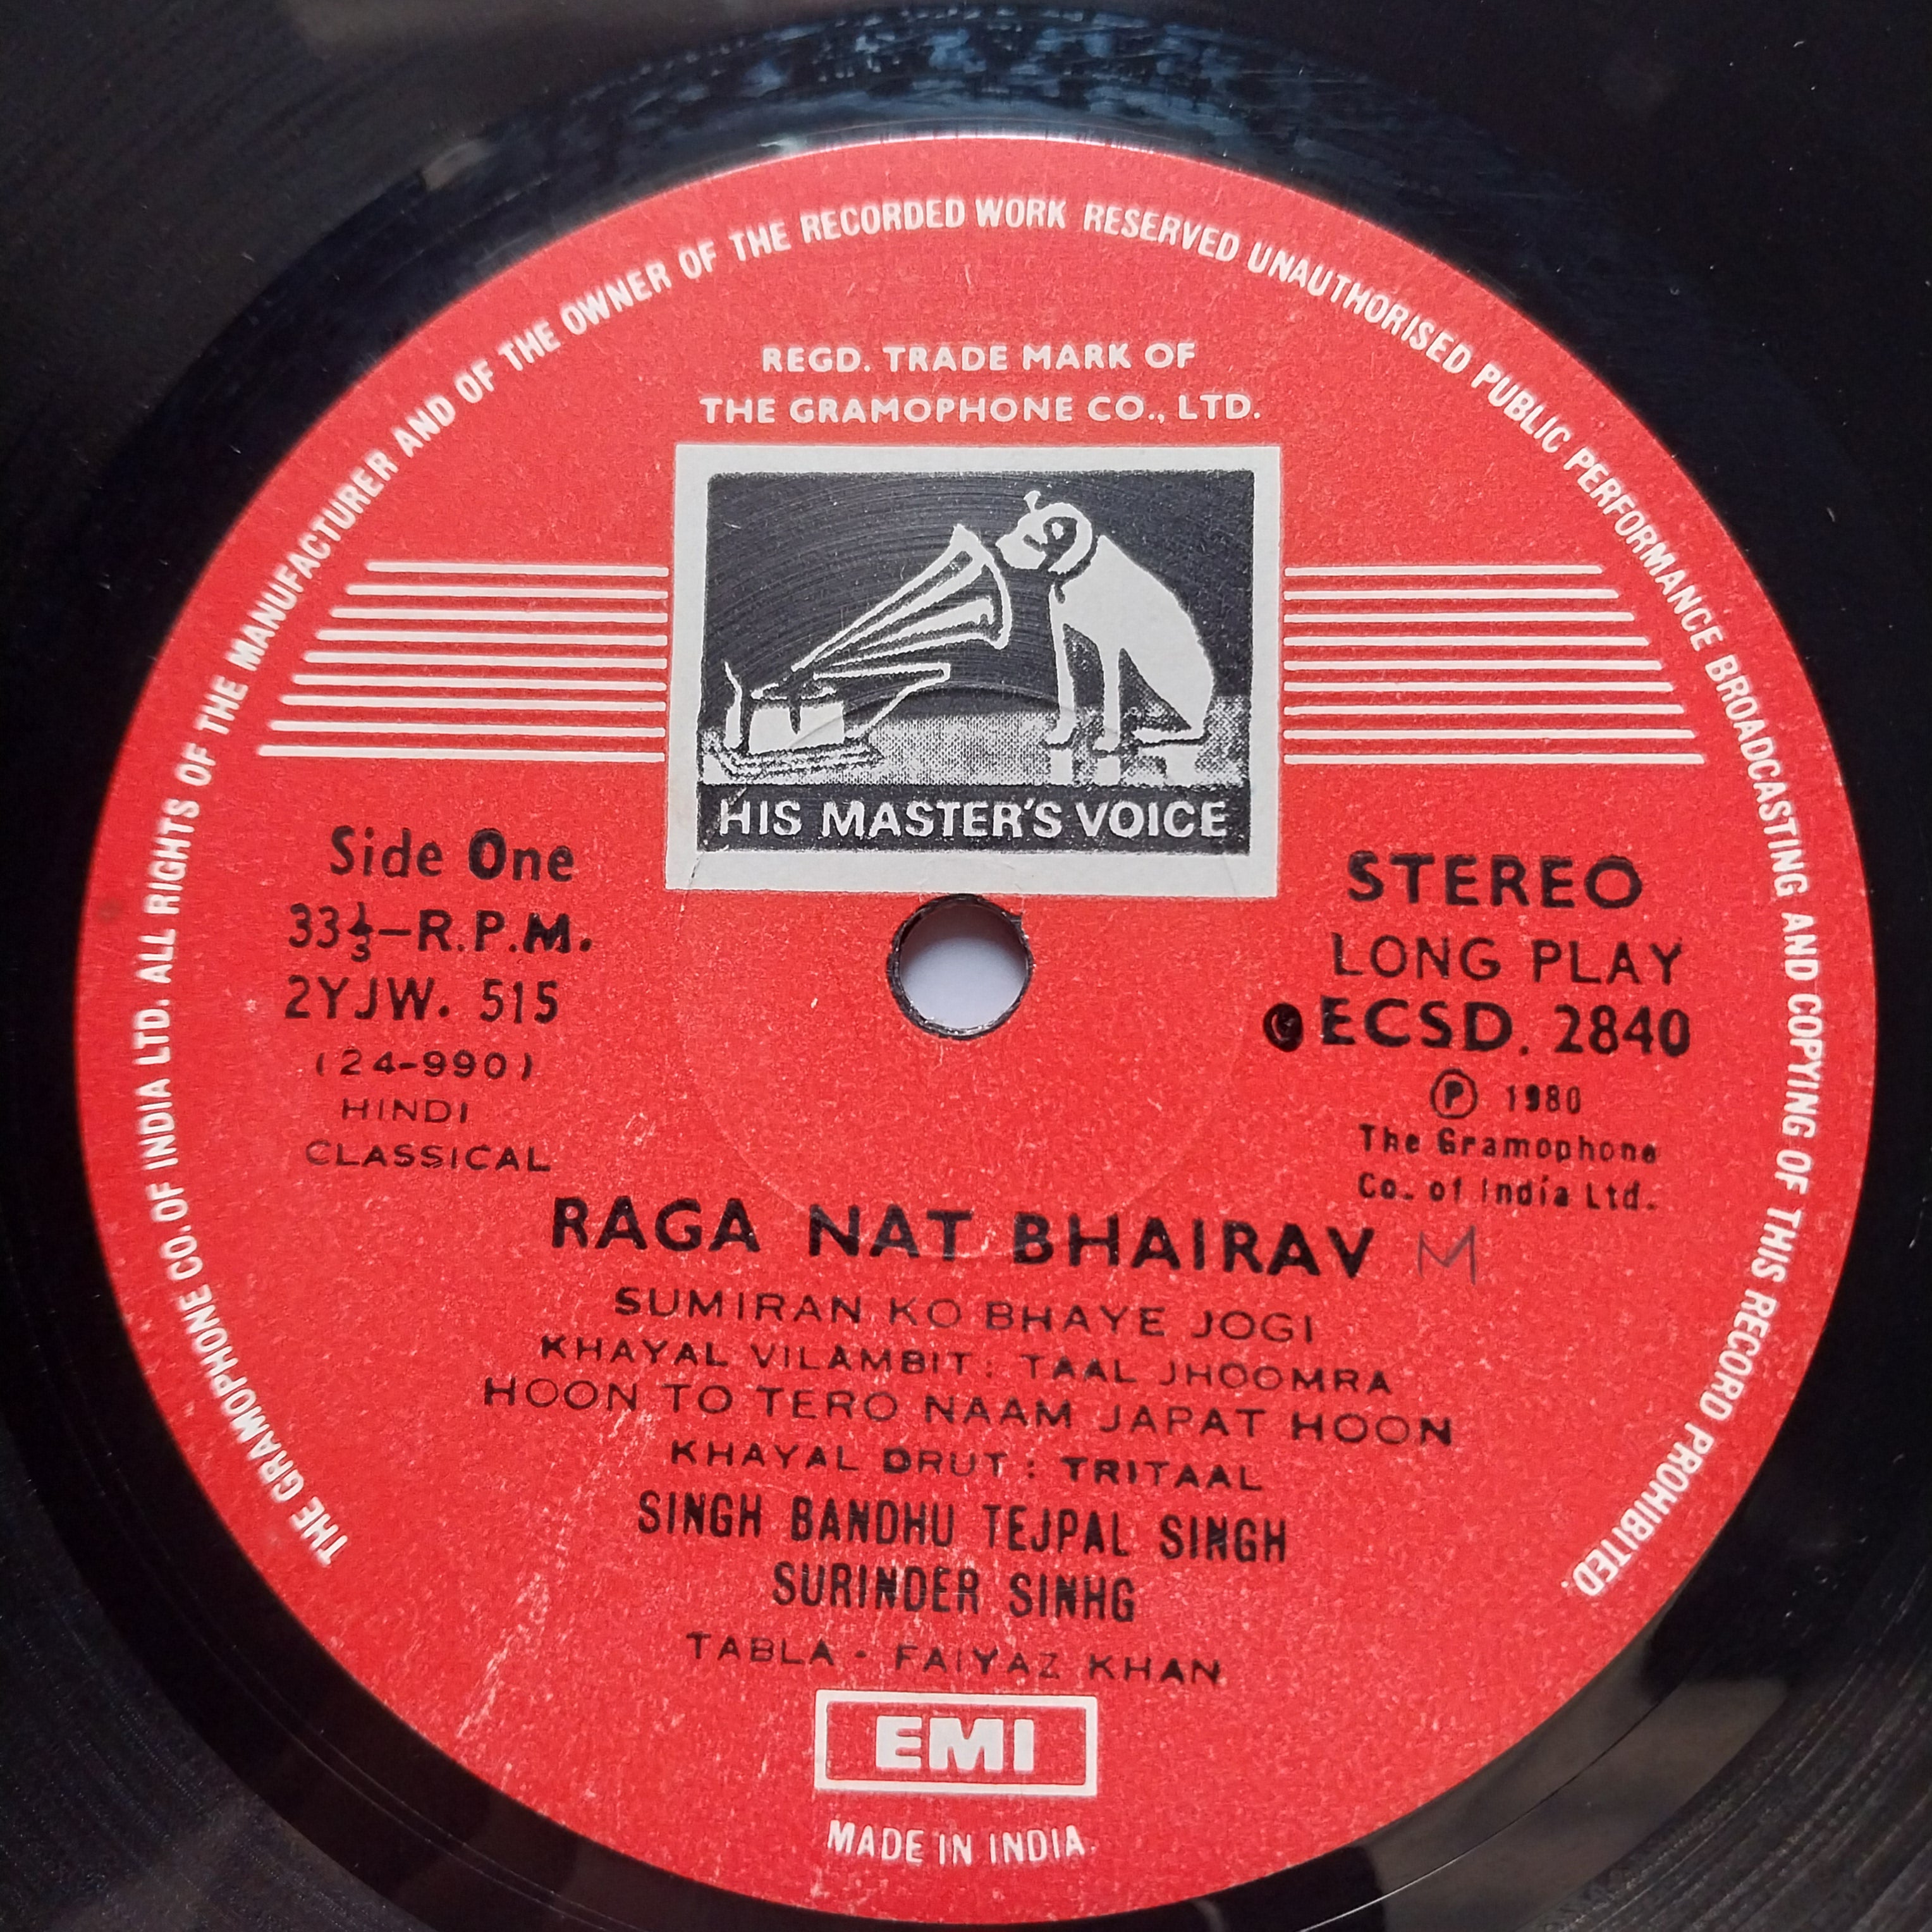 THE GRAMOPHONE CO. OF INDIA LTD. ALL RIGHTS OF THE MANUFACTURER AND OF THE OWNER OF THE RECORDED WORK RESERVED UNAUTHORISED PUBLIC PERFORMANCE BROADCASTING AND COPYING OF THIS RECORD PROHIBITED.
REGD. TRADE MARK OF
THE GRAMOPHONE CO., LTD.
HIS MASTER'S VOICE
Side One
33⅓-R.P.M.
2YJW. 515
(24-990)
HINDI
CLASSICAL
STEREO
LONG PLAY
ECSD. 2840
Ⓟ 1980
The Gramophone
Co. of India Ltd.
RAGA NAT BHAIRAV M
SUMIRAN KO BHAYE JOGI
KHAYAL VILAMBIT: TAAL JHOOMRA
HOON TO TERO NAAM JAPAT HOON
KHAYAL DRUT: TRITAAL
SINGH BANDHU TEJPAL SINGH
SURINDER SINHG
TABLA - FAIYAZ KHAN
EMI
MADE IN INDIA.